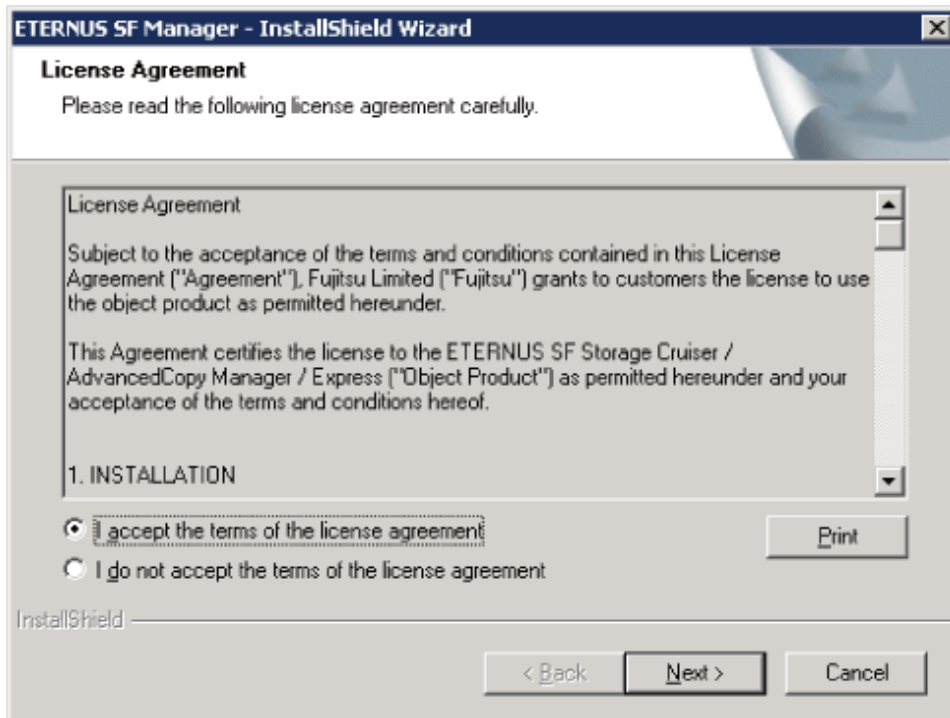 ETERNUS SF Manager - InstallShield Wizard
License Agreement
Please read the following license agreement carefully.
License Agreement
Subject to the acceptance of the terms and conditions contained in this License
Agreement ("Agreement"), Fujitsu Limited ("Fujitsu") grants to customers the license to use
the object product as permitted hereunder.
This Agreement certifies the license to the ETERNUS SF Storage Cruiser /
AdvancedCopy Manager / Express ("Object Product") as permitted hereunder and your
acceptance of the terms and conditions hereof.
1. INSTALLATION
I accept the terms of the license agreement
Print
I do not accept the terms of the license agreement
InstallShield
< Back
Next >
Cancel